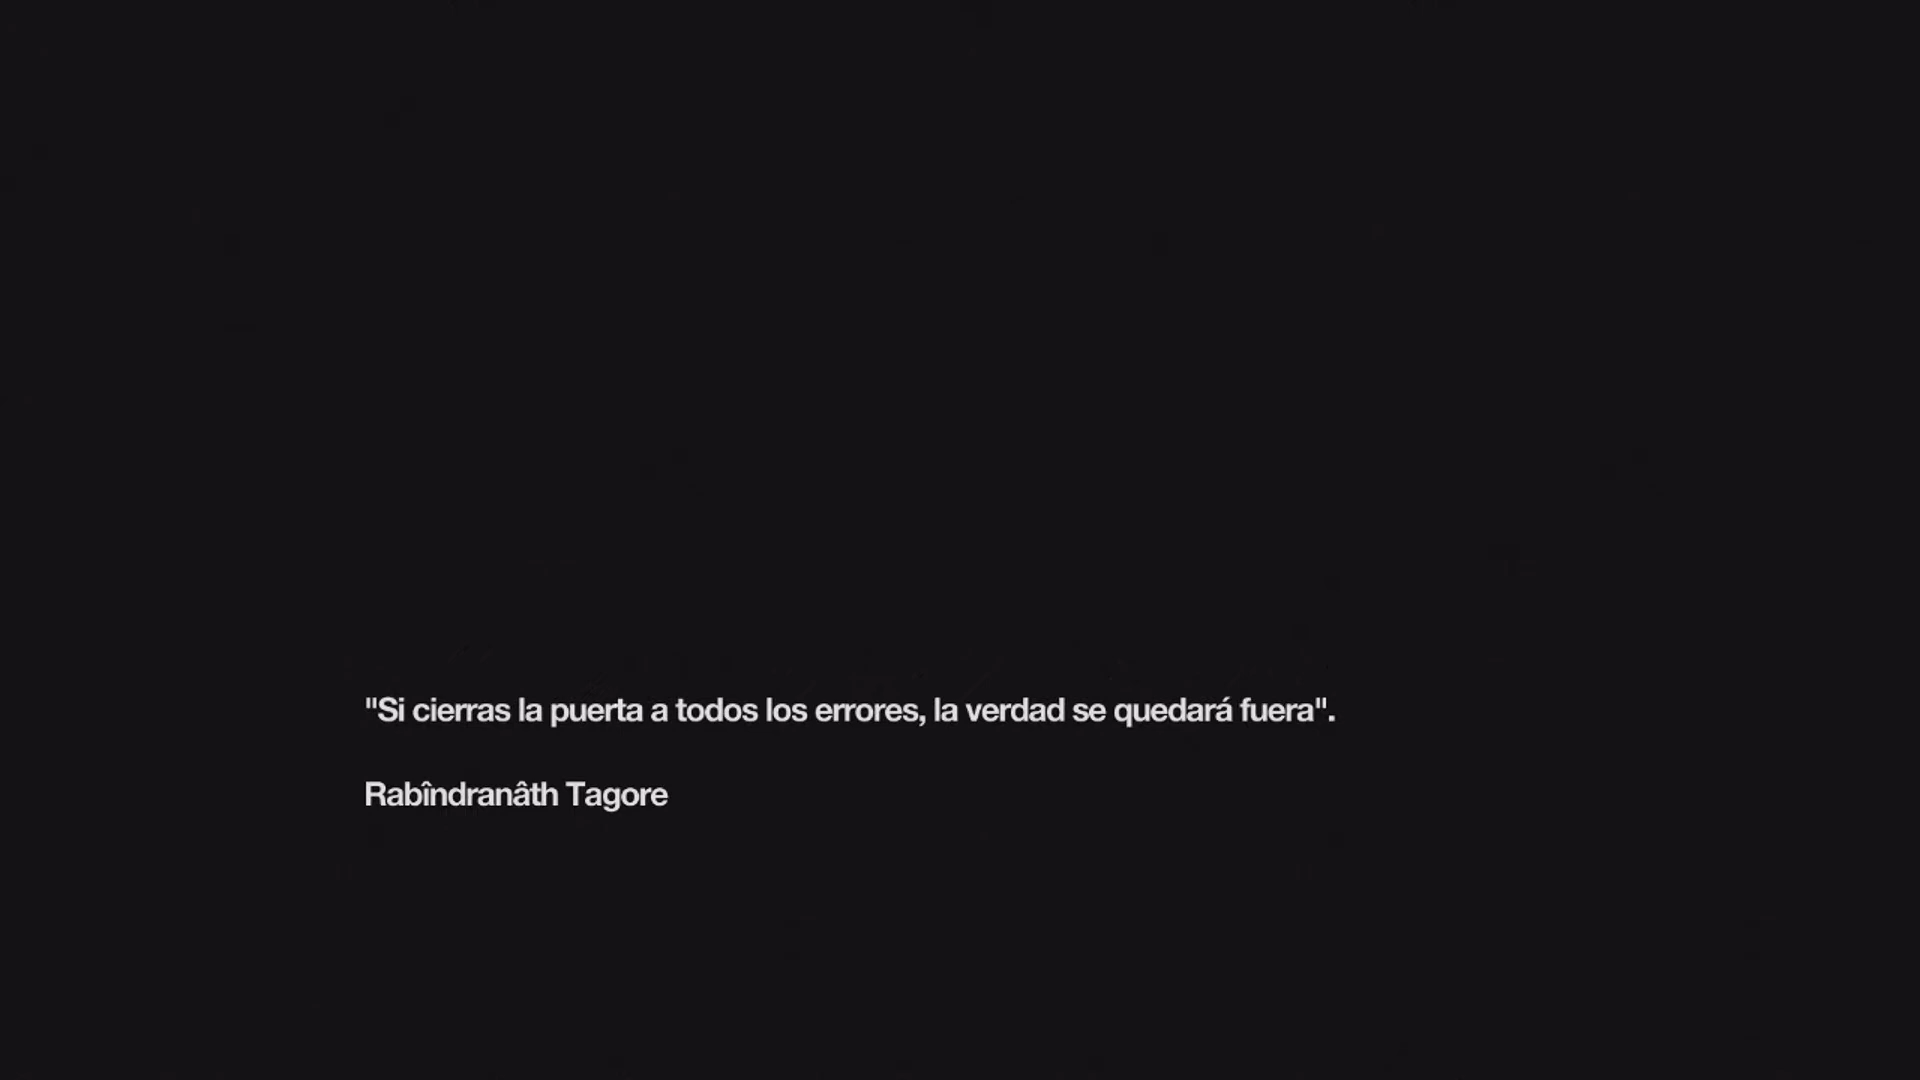 "Si cierras la puerta a todos los errores, la verdad se quedará fuera".
Rabîndranâth Tagore